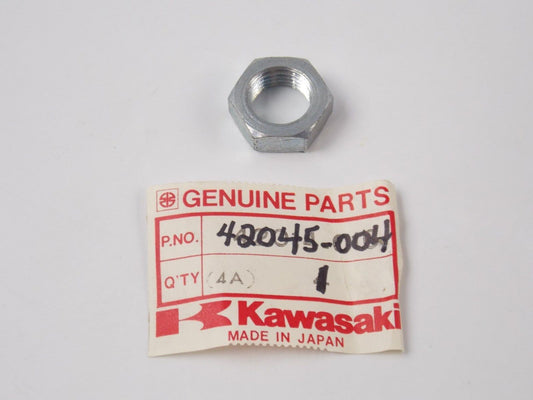 GENUINE PARTS
P.NO. 42045-004
Q'TY (4A) 1
Kawasaki
MADE IN JAPAN